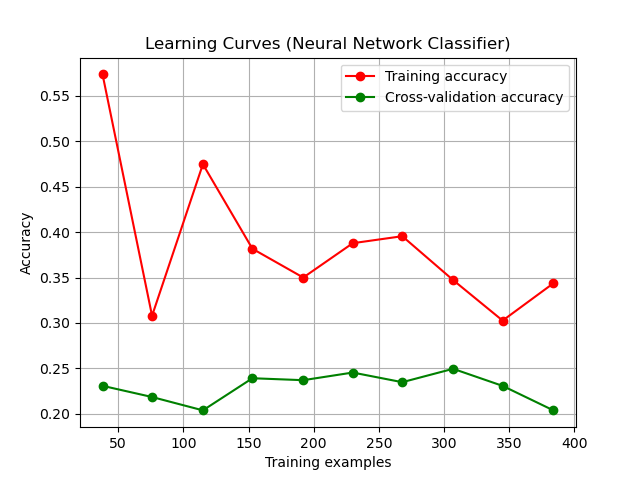 Learning Curves (Neural Network Classifier)
Training accuracy
Cross-validation accuracy
0.55
0.50
0.45
0.40
0.35
0.30
0.25
0.20
Accuracy
50 100 150 200 250 300 350 400
Training examples